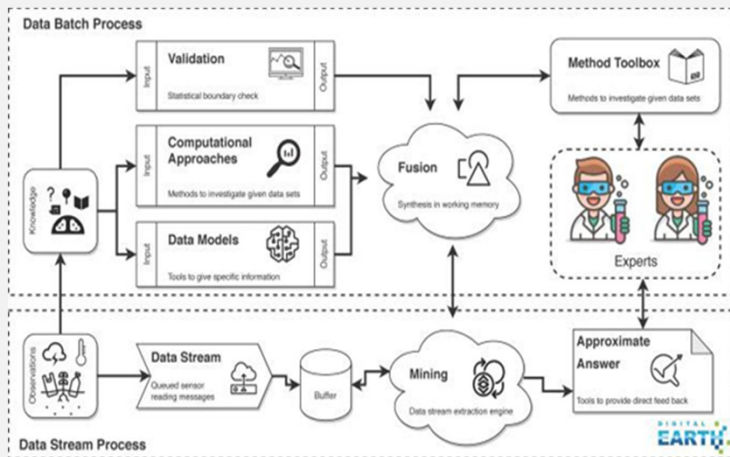 Data Batch Process
Input
Validation
Statistical boundary check
Output
Method Toolbox
Methods to investigate given data sets
Input
Computational
Approaches
Methods to investigate given data sets
Output
Fusion
Synthesis in working memory
Knowledge
Input
Data Models
Tools to give specific information
Output
Experts
Observations
Data Stream
Queued sensor
reading messages
Buffer
Mining
Data stream extraction engine
Approximate
Answer
Tools to provide direct feed back
Data Stream Process
DIGITAL
EARTH